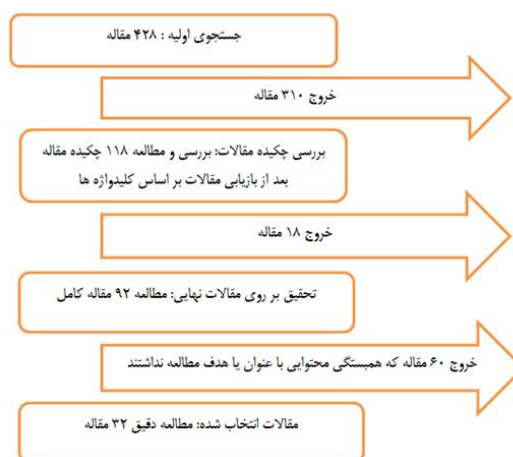 جستجوی اولیه : ۴۲۸ مقاله
خروج ۳۱۰ مقاله
بررسی چکیده مقالات: بررسی و مطالعه ۱۱۸ چکیده مقاله
بعد از بازیابی مقالات بر اساس کلیدواژه ها
خروج ۱۸ مقاله
تحقیق بر روی مقالات نهایی: مطالعه ۹۲ مقاله کامل
خروج ۶۰ مقاله که همبستگی محتوایی با عنوان یا هدف مطالعه نداشتند
مقالات انتخاب شده: مطالعه دقیق ۳۲ مقاله